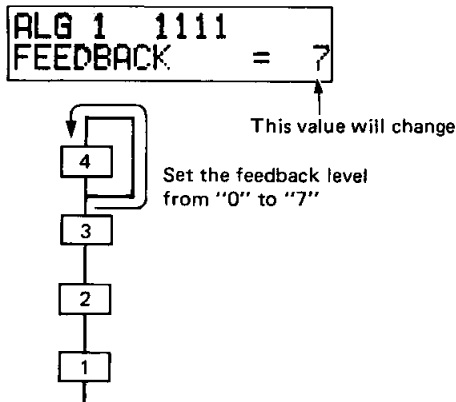 ALG 1 1111
FEEDBACK = 7
This value will change
4
Set the feedback level
from "0" to "7"
3
2
1